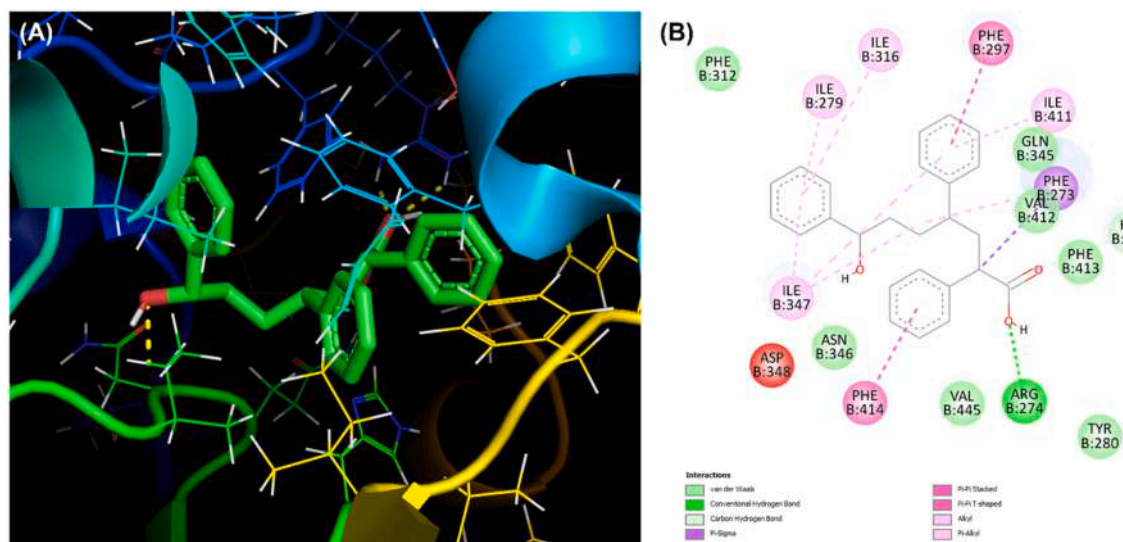 (A)
(B)
PHE
B:312
ILE
B:316
PHE
B:297
ILE
B:279
ILE
B:411
GLN
B:345
PHE
B:273
VAL
B:412
PHE
B:413
H
ILE
B:347
O
H
O
O
H
ASN
B:346
ASP
B:348
PHE
B:414
VAL
B:445
ARG
B:274
TYR
B:280
Interactions
van der Waals
Conventional Hydrogen Bond
Carbon Hydrogen Bond
Pi-Sigma
Pi-Pi Stacked
Pi-Pi T-shaped
Alkyl
Pi-Alkyl